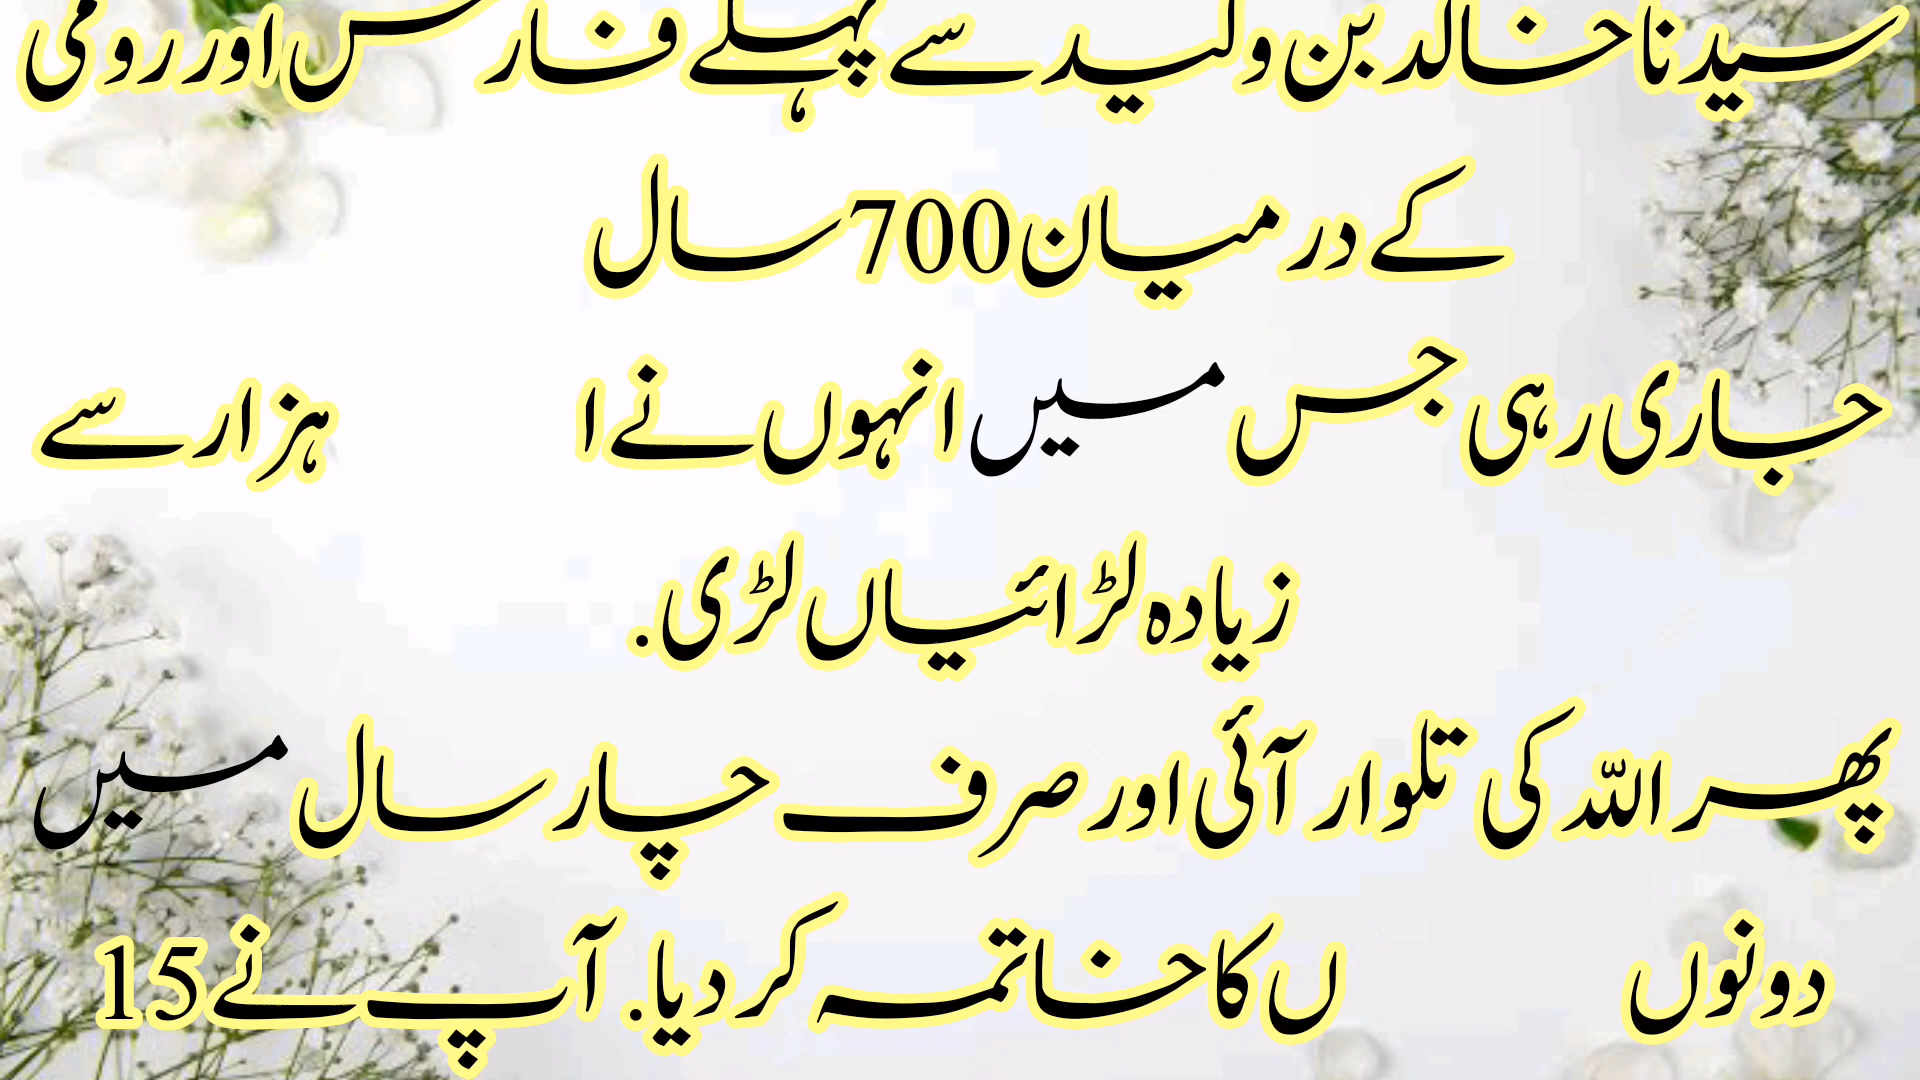 سیدنا خالد بن ولید سے پہلے فارس اور رومی
کے درمیان 700 سال
جاری رہی جس میں انہوں نے ا ہزار سے
زیادہ لڑائیاں لڑی.
پھر اللہ کی تلوار آئی اور صرف چار سال میں
دونوں ں کا خاتمہ کر دیا. آپ نے 15